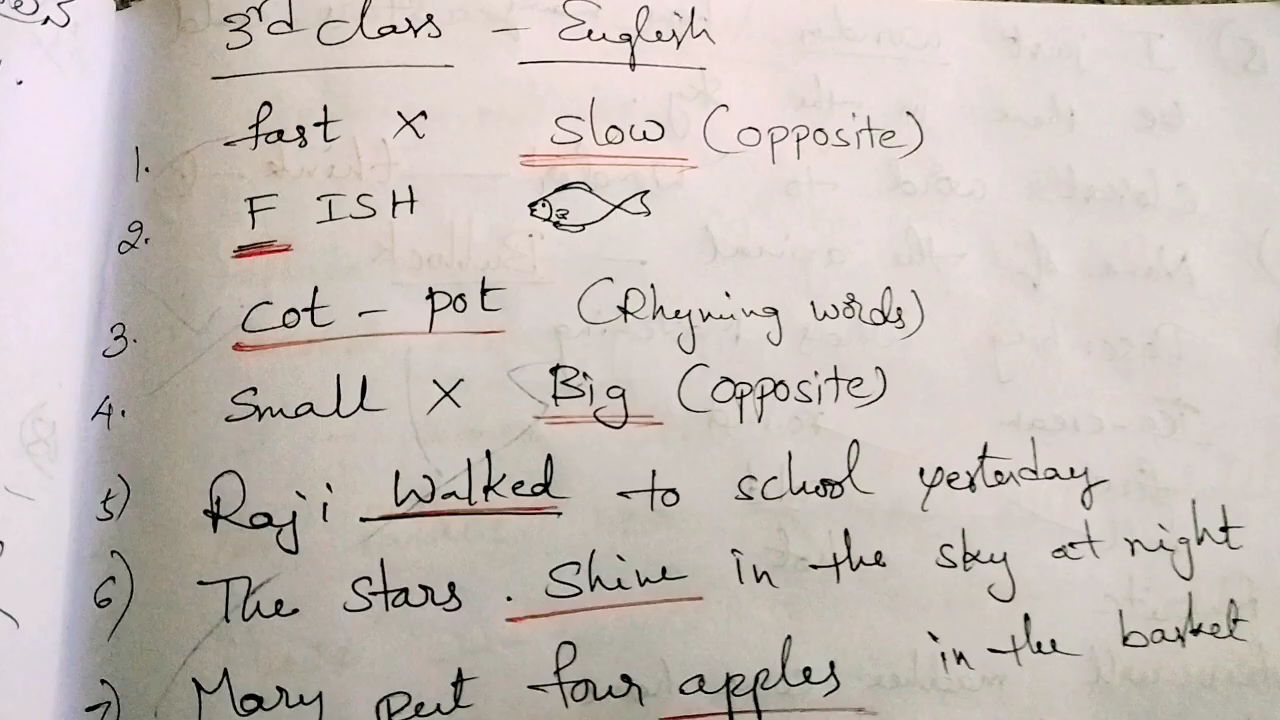 3rd class - English
1. fast × slow (opposite)
2. F ISH
3. Cot - pot (Rhyming words)
4. Small × Big (opposite)
5) Raji Walked to school yesterday
6) The Stars. Shine in the sky at night
7) Mary put four apples in the basket